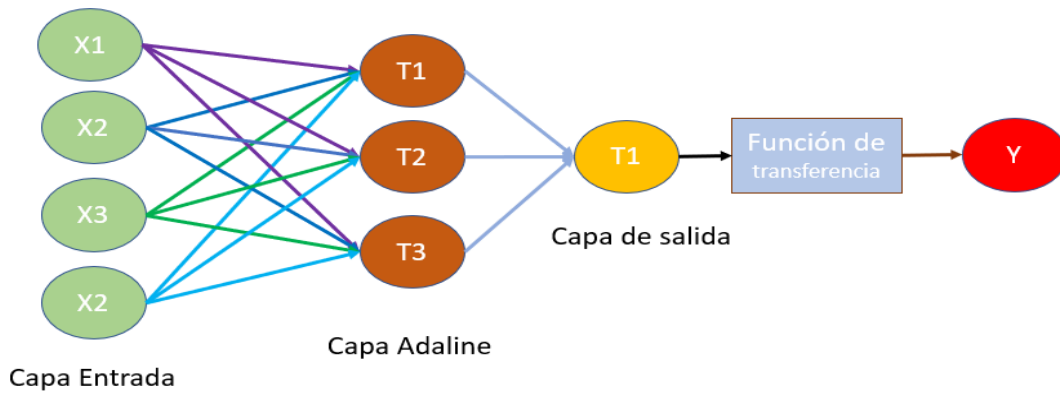 X1
X2
X3
X2
Capa Entrada
T1
T2
T3
Capa Adaline
T1
Capa de salida
Función de
transferencia
Y